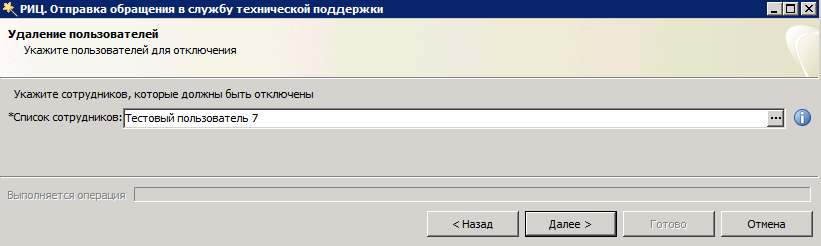 РИЦ. Отправка обращения в службу технической поддержки
Удаление пользователей
Укажите пользователей для отключения
Укажите сотрудников, которые должны быть отключены
*Список сотрудников: Тестовый пользователь 7 ...
Выполняется операция
< Назад Далее > Готово Отмена